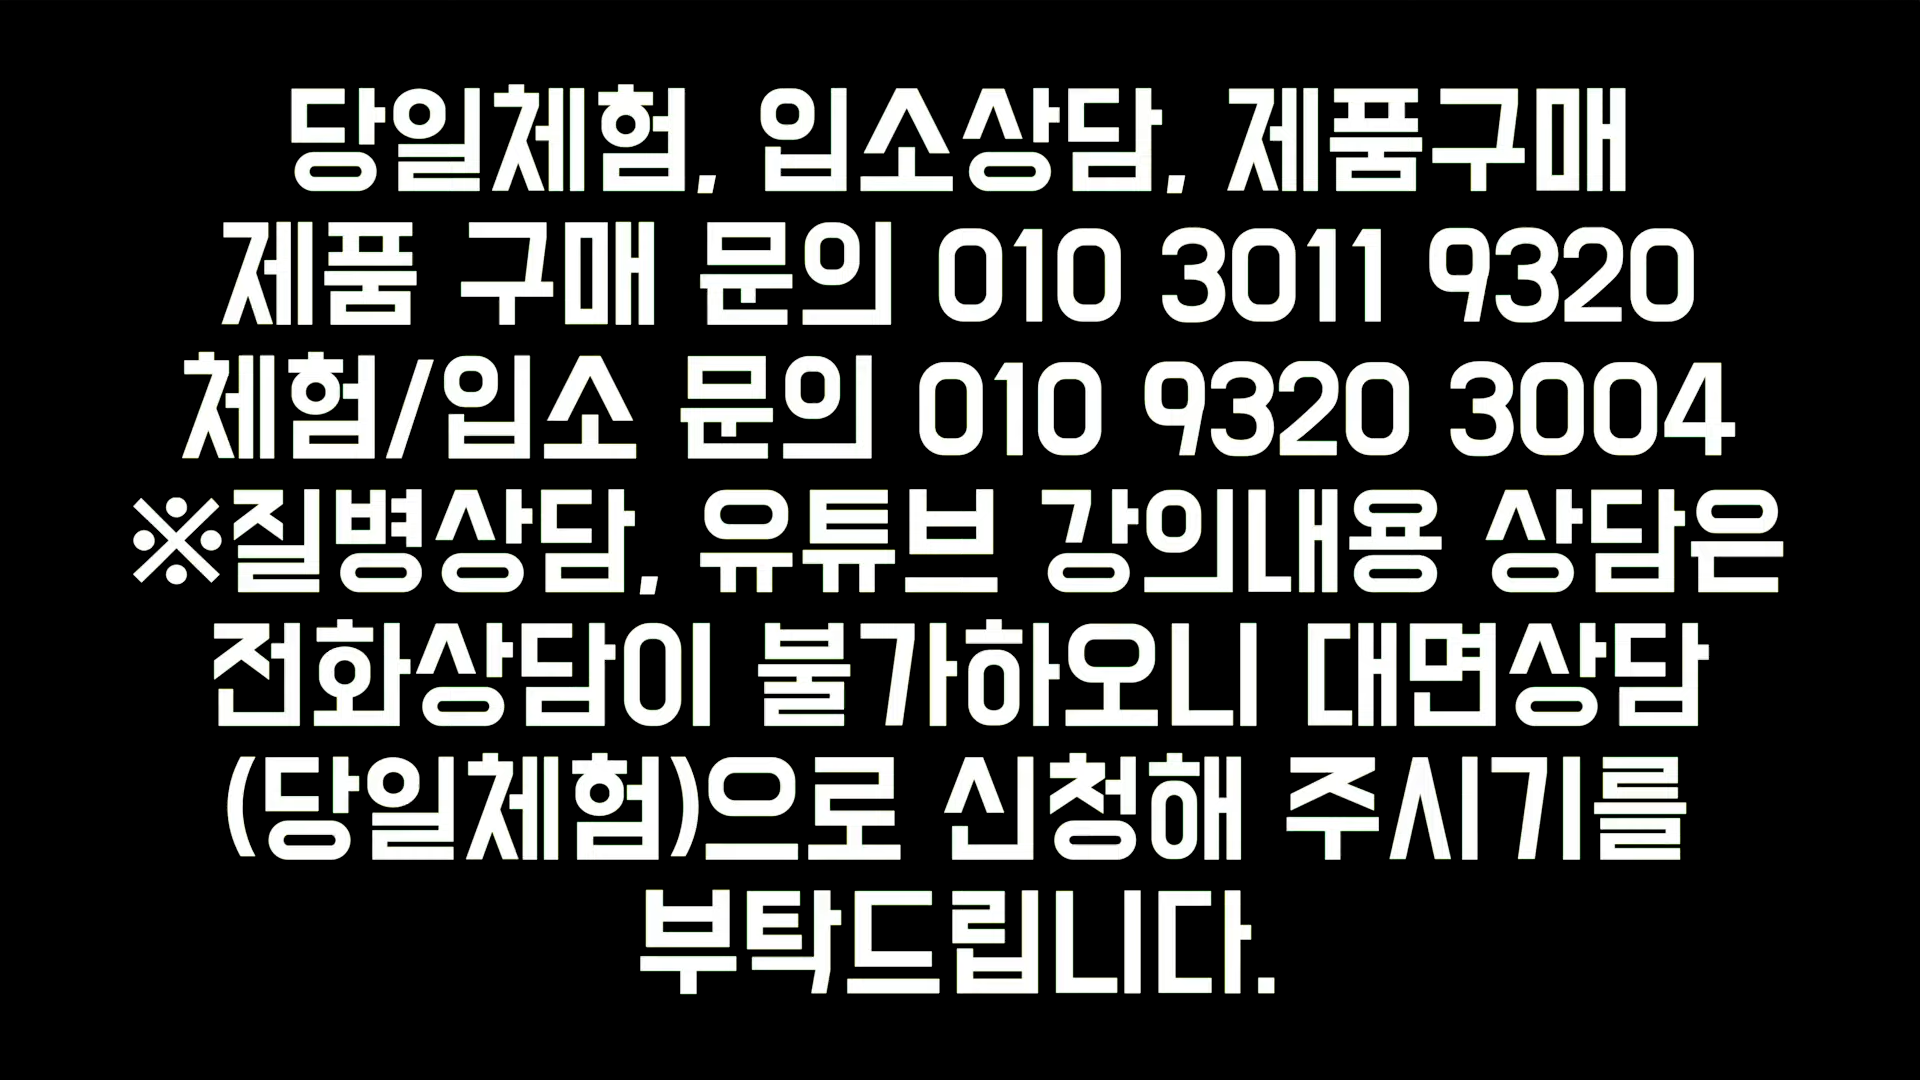 당일체험, 입소상담, 제품구매
제품 구매 문의 010 3011 9320
체험/입소 문의 010 9320 3004
※질병상담, 유튜브 강의내용 상담은
전화상담이 불가하오니 대면상담
(당일체험)으로 신청해 주시기를
부탁드립니다.